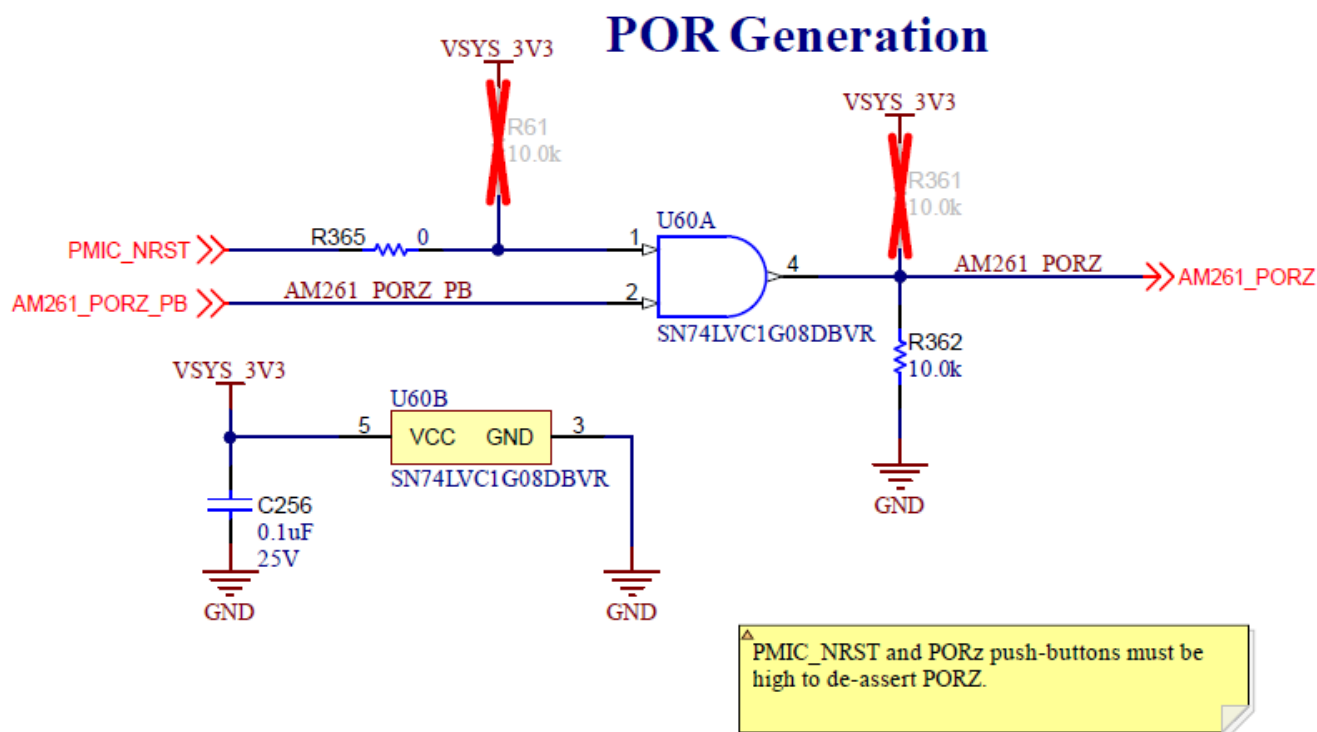 POR Generation
VSYS_3V3
R61
10.0k
VSYS_3V3
R361
10.0k
U60A
PMIC_NRST
R365
0
1
4
AM261_PORZ
AM261_PORZ
AM261_PORZ_PB
AM261_PORZ_PB
2
SN74LVC1G08DBVR
R362
10.0k
VSYS_3V3
U60B
5
VCC
GND
3
SN74LVC1G08DBVR
GND
C256
0.1uF
25V
GND
GND
PMIC_NRST and PORz push-buttons must be
high to de-assert PORZ.